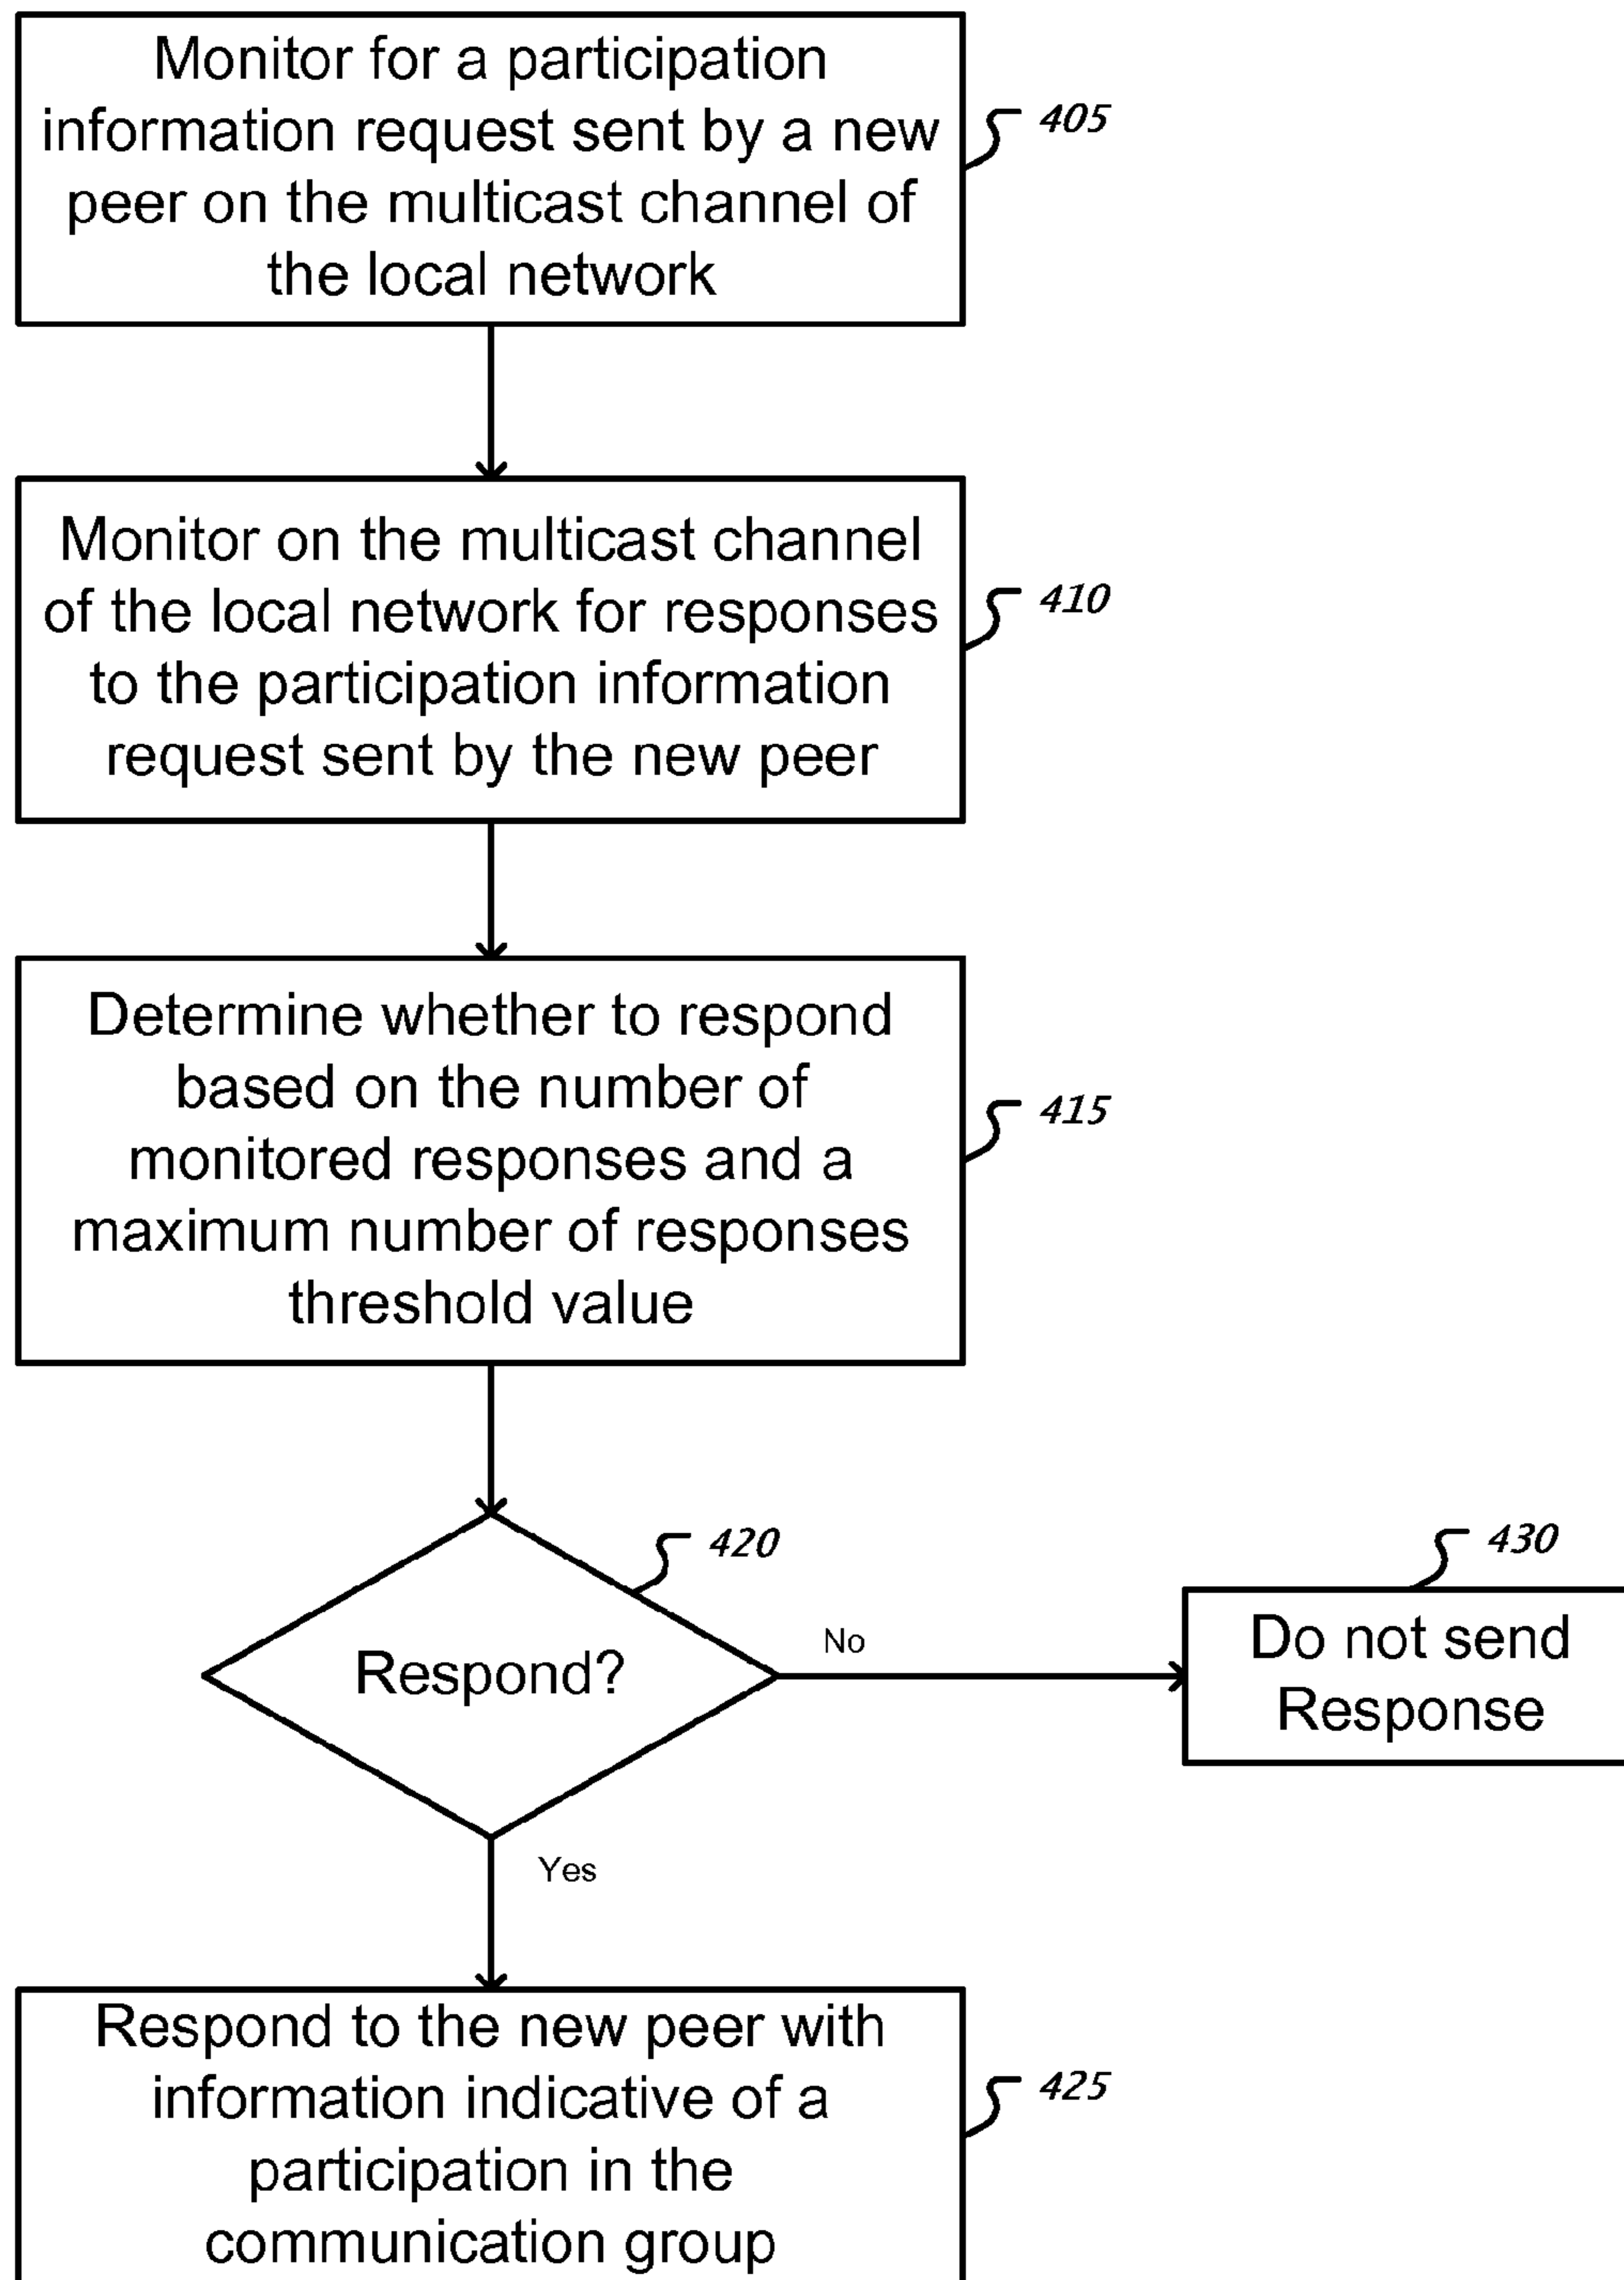 Monitor for a participation
information request sent by a new
peer on the multicast channel of
the local network
405
Monitor on the multicast channel
of the local network for responses
to the participation information
request sent by the new peer
410
Determine whether to respond
based on the number of
monitored responses and a
maximum number of responses
threshold value
415
420
Respond?
No
430
Do not send
Response
Yes
Respond to the new peer with
information indicative of a
participation in the
communication group
425